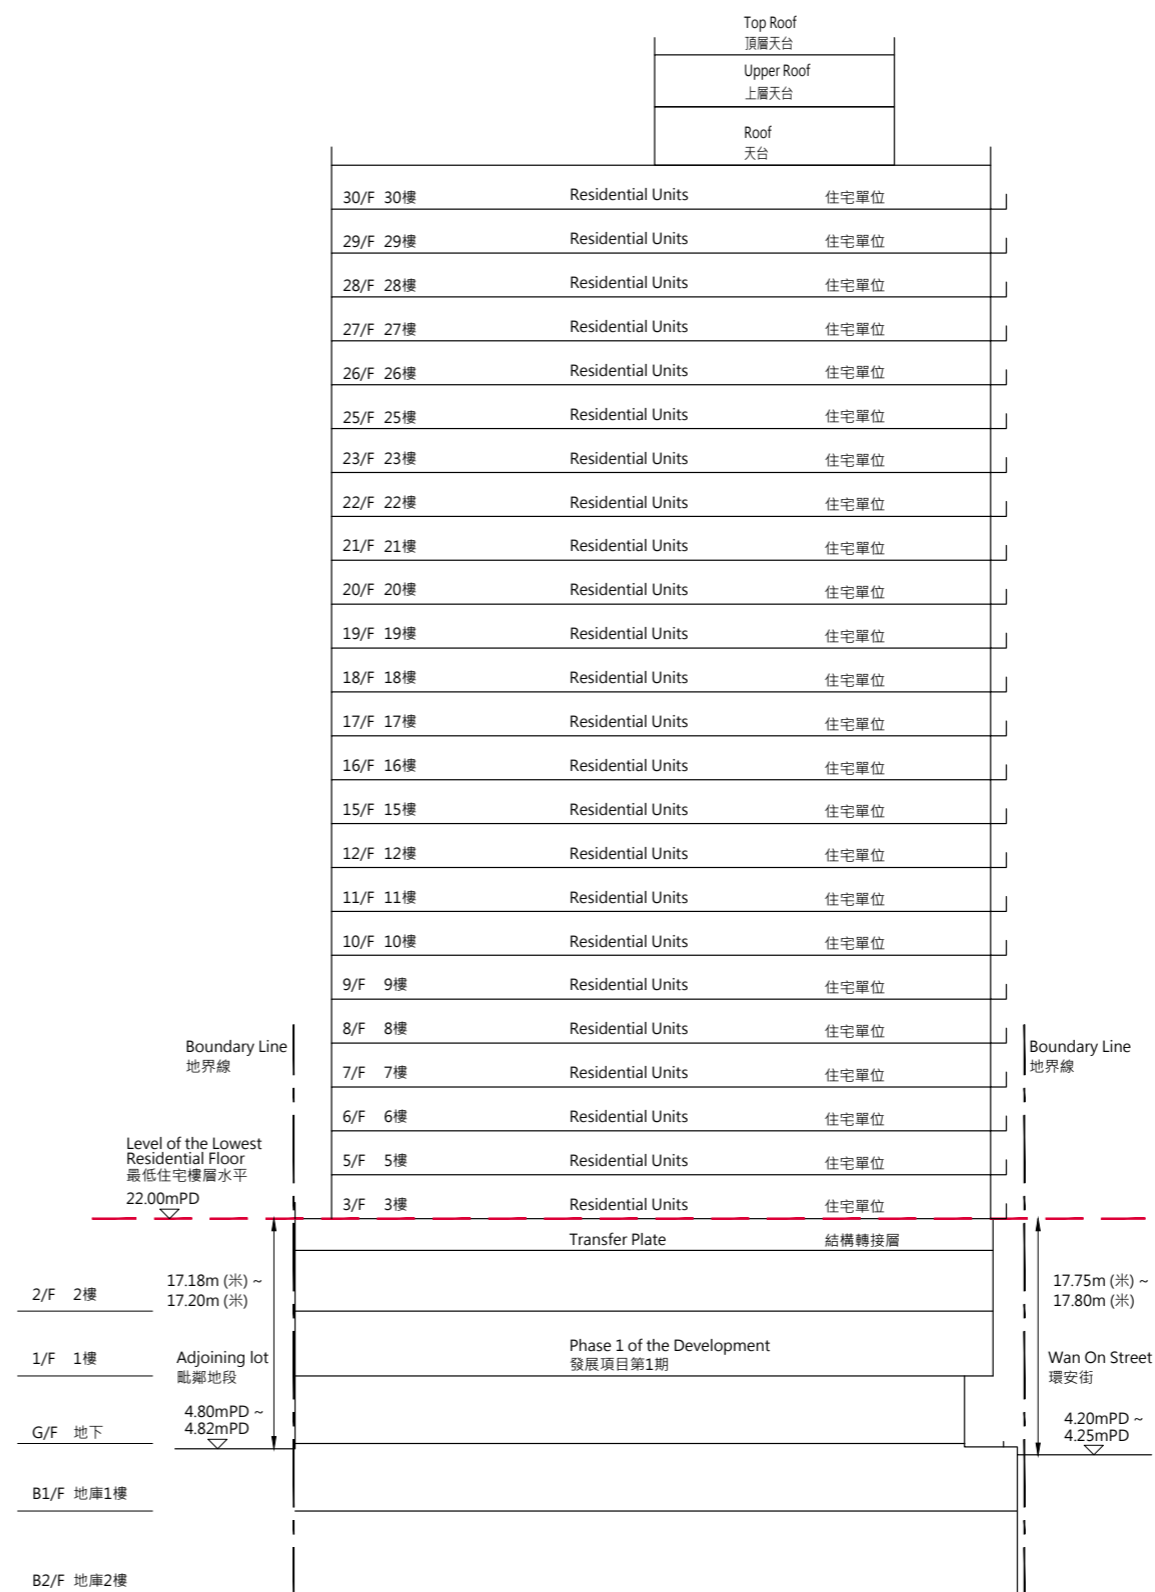 Top Roof
頂層天台
Upper Roof
上層天台
Roof
天台
30/F 30樓 Residential Units 住宅單位
29/F 29樓 Residential Units 住宅單位
28/F 28樓 Residential Units 住宅單位
27/F 27樓 Residential Units 住宅單位
26/F 26樓 Residential Units 住宅單位
25/F 25樓 Residential Units 住宅單位
23/F 23樓 Residential Units 住宅單位
22/F 22樓 Residential Units 住宅單位
21/F 21樓 Residential Units 住宅單位
20/F 20樓 Residential Units 住宅單位
19/F 19樓 Residential Units 住宅單位
18/F 18樓 Residential Units 住宅單位
17/F 17樓 Residential Units 住宅單位
16/F 16樓 Residential Units 住宅單位
15/F 15樓 Residential Units 住宅單位
12/F 12樓 Residential Units 住宅單位
11/F 11樓 Residential Units 住宅單位
10/F 10樓 Residential Units 住宅單位
9/F 9樓 Residential Units 住宅單位
8/F 8樓 Residential Units 住宅單位
Boundary Line
地界線
Boundary Line
地界線
7/F 7樓 Residential Units 住宅單位
6/F 6樓 Residential Units 住宅單位
Level of the Lowest
Residential Floor
最低住宅樓層水平
22.00mPD
5/F 5樓 Residential Units 住宅單位
3/F 3樓 Residential Units 住宅單位
Transfer Plate 結構轉接層
2/F 2樓
17.18m (米) ~
17.20m (米)
17.75m (米) ~
17.80m (米)
1/F 1樓
Adjoining lot
毗鄰地段
Phase 1 of the Development
發展項目第1期
Wan On Street
環安街
G/F 地下
4.80mPD ~
4.82mPD
4.20mPD ~
4.25mPD
B1/F 地庫1樓
B2/F 地庫2樓